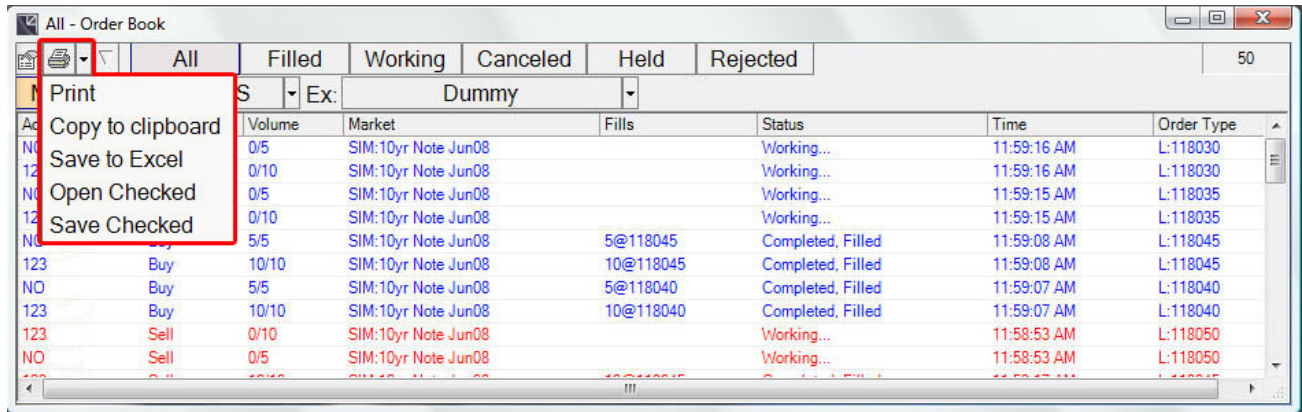 All - Order Book
All Filled Working Canceled Held Rejected 50
S Ex: Dummy
Print
Copy to clipboard
Save to Excel
Open Checked
Save Checked
Volume Market Fills Status Time Order Type
0/5 SIM:10yr Note Jun08 Working... 11:59:16 AM L:118030
0/10 SIM:10yr Note Jun08 Working... 11:59:16 AM L:118030
0/5 SIM:10yr Note Jun08 Working... 11:59:15 AM L:118035
0/10 SIM:10yr Note Jun08 Working... 11:59:15 AM L:118035
5/5 SIM:10yr Note Jun08 5@118045 Completed, Filled 11:59:08 AM L:118045
123 Buy 10/10 SIM:10yr Note Jun08 10@118045 Completed, Filled 11:59:08 AM L:118045
NO Buy 5/5 SIM:10yr Note Jun08 5@118040 Completed, Filled 11:59:07 AM L:118040
123 Buy 10/10 SIM:10yr Note Jun08 10@118040 Completed, Filled 11:59:07 AM L:118040
123 Sell 0/10 SIM:10yr Note Jun08 Working... 11:58:53 AM L:118050
NO Sell 0/5 SIM:10yr Note Jun08 Working... 11:58:53 AM L:118050